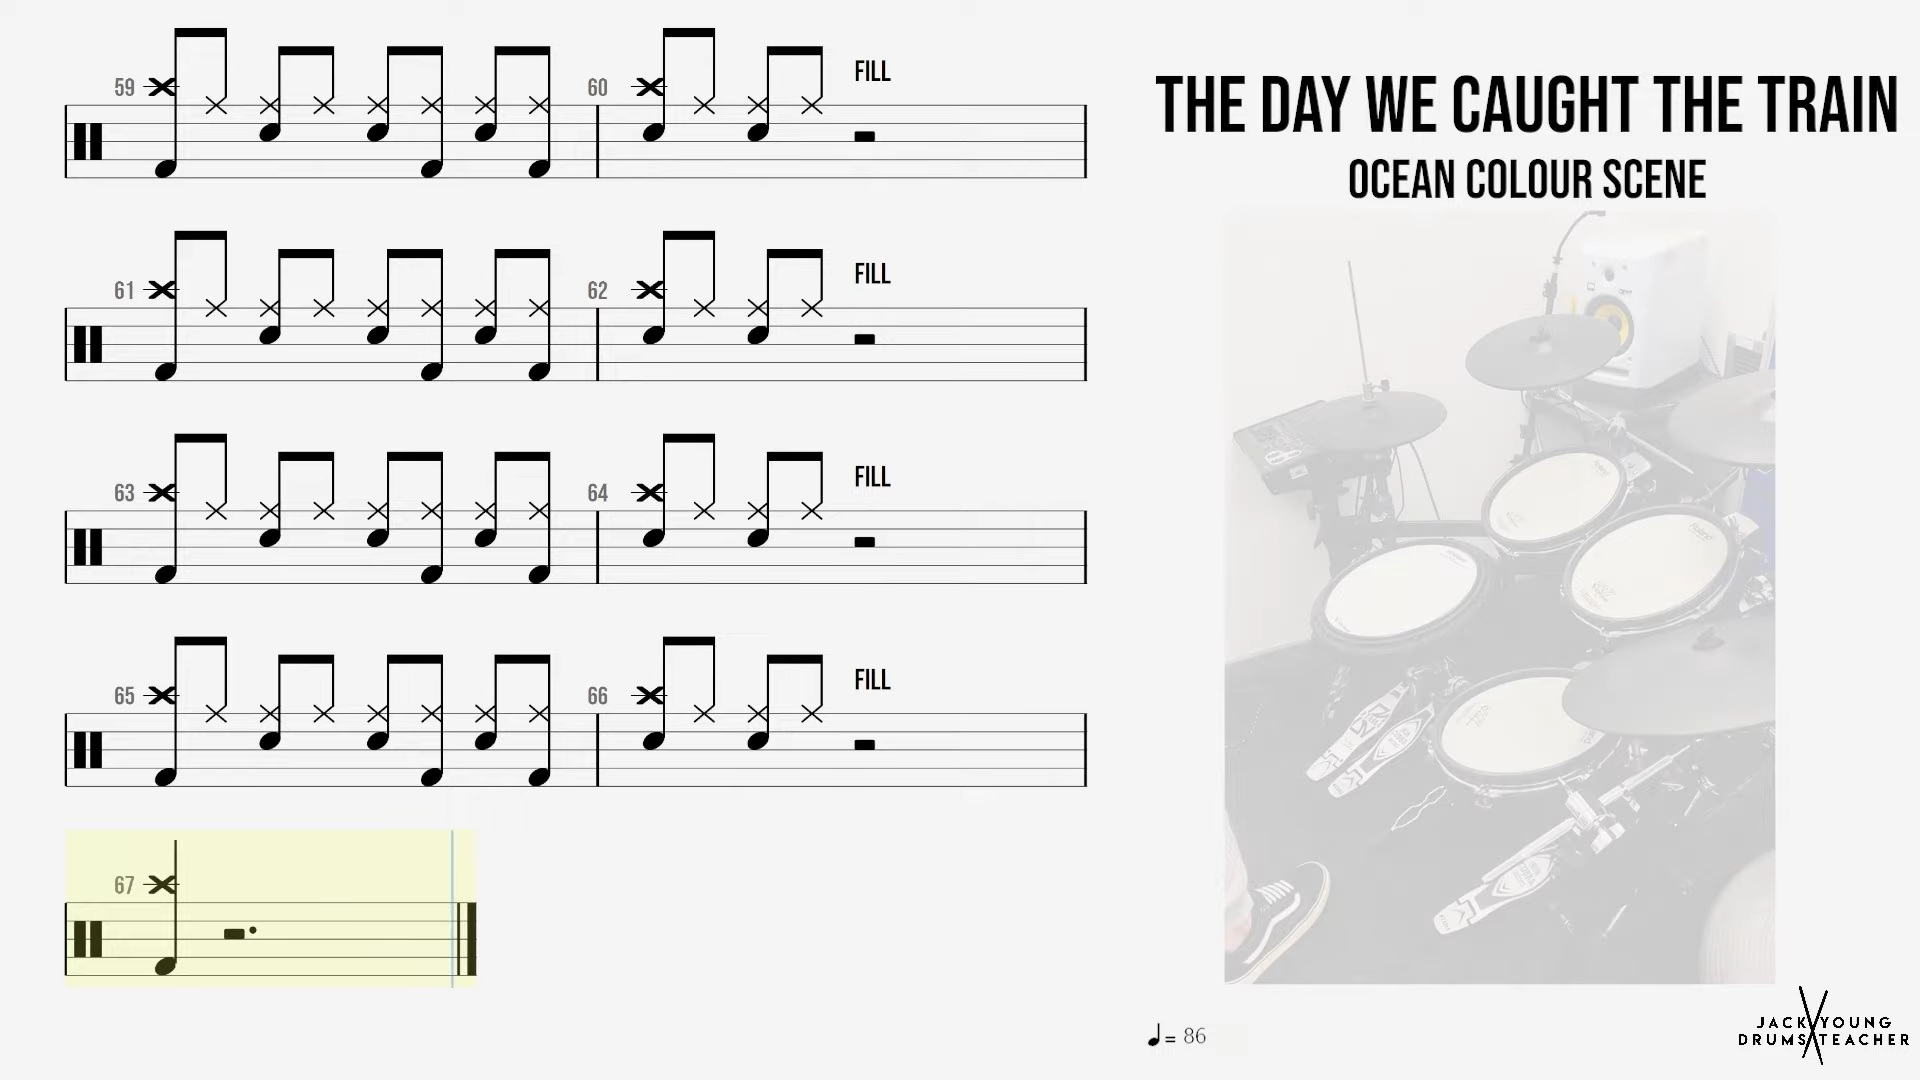 59
60
FILL
61
62
FILL
63
64
FILL
65
66
FILL
67
THE DAY WE CAUGHT THE TRAIN
OCEAN COLOUR SCENE
= 86
JACK YOUNG
DRUMS TEACHER